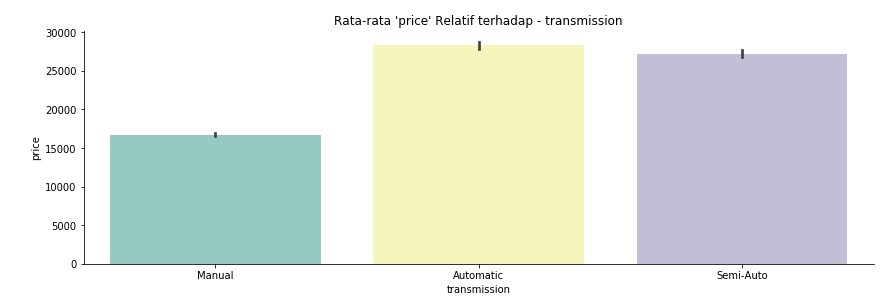 Rata-rata 'price' Relatif terhadap - transmission
30000
25000
20000
15000
10000
5000
0
price
Manual
Automatic
Semi-Auto
transmission